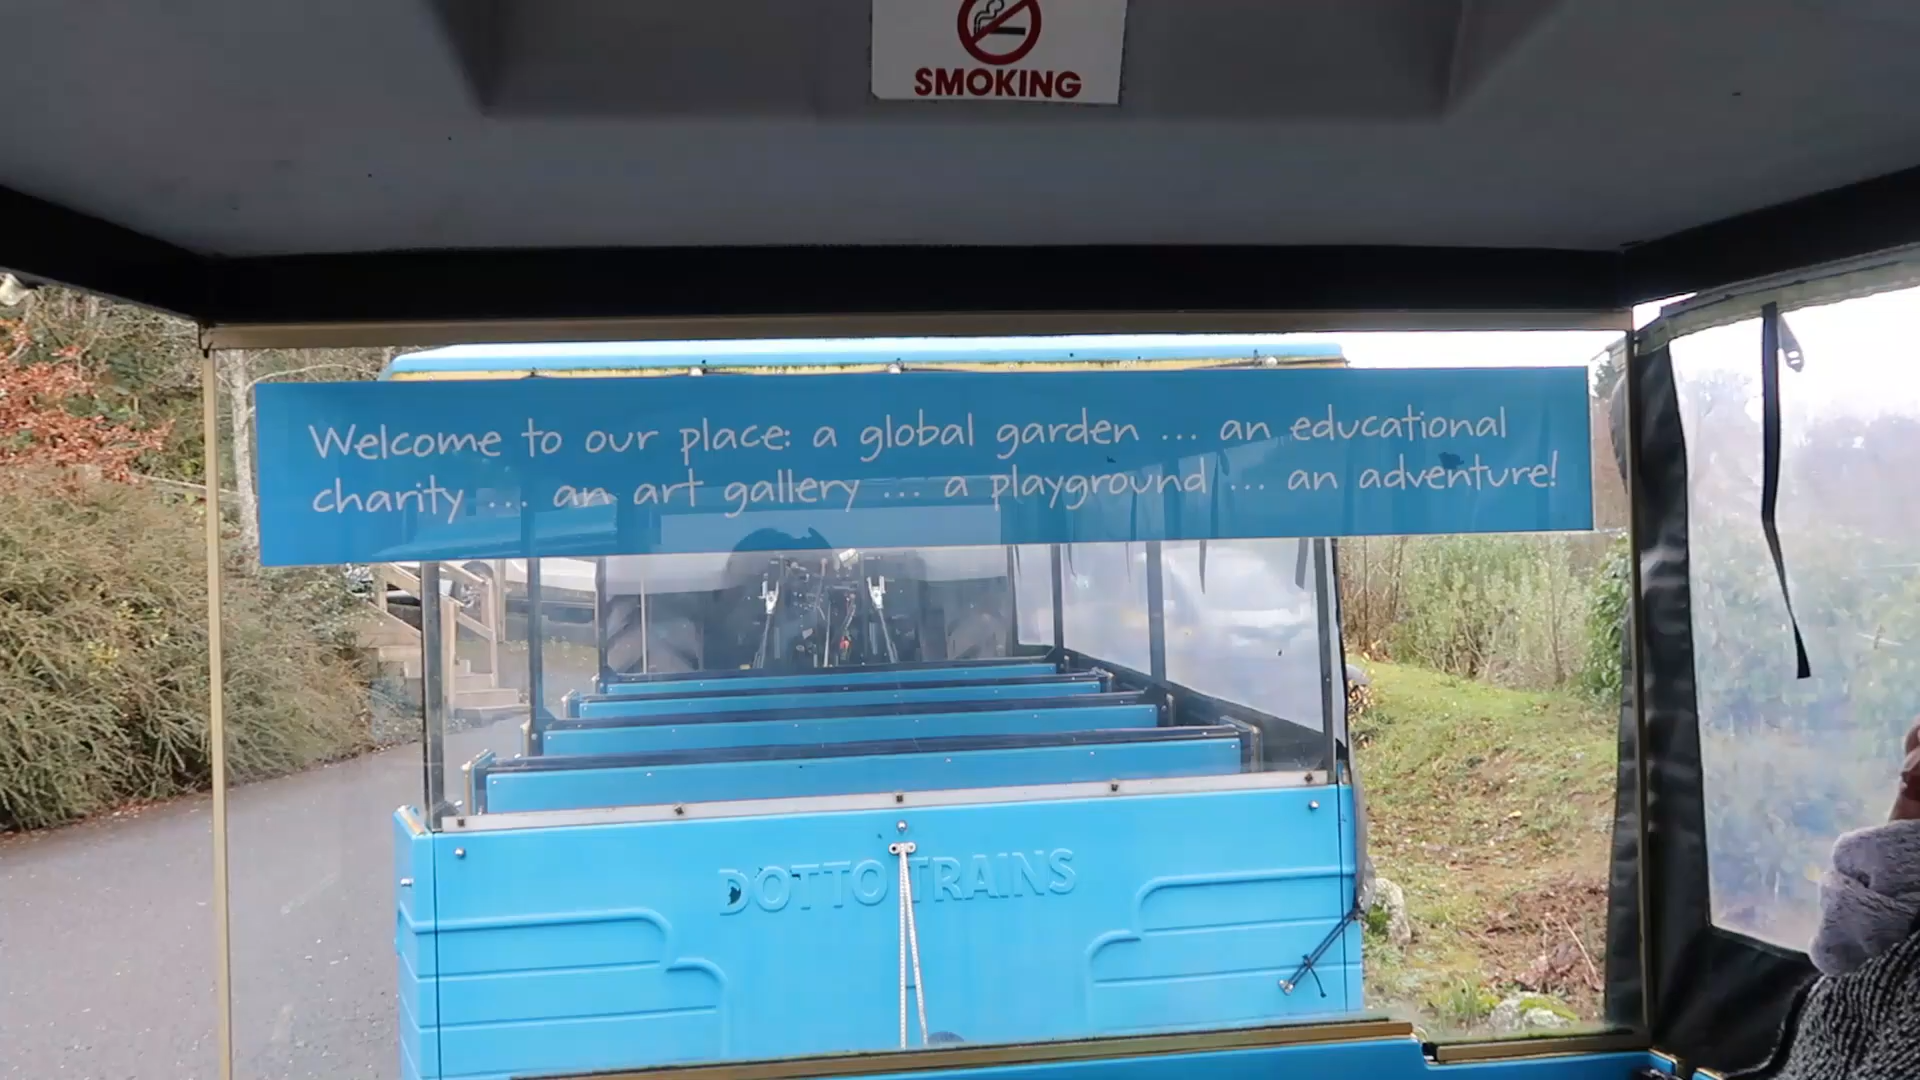 SMOKING
Welcome to our place: a global garden ... an educational
charity ... an art gallery ... a playground ... an adventure!
DOTTO TRAINS